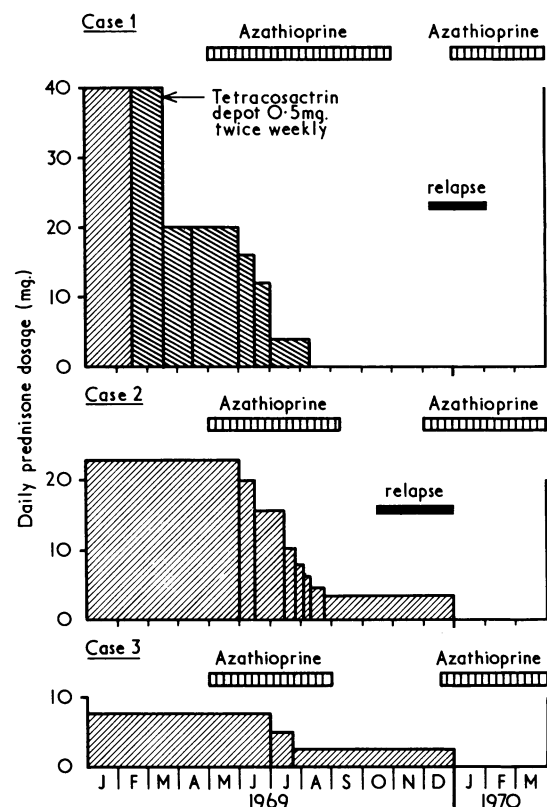 Case 1
Azathioprine
Azathioprine
40
Tetracosactrin
depot 0·5mg.
twice weekly
30
relapse
20
10
0
Daily prednisone dosage (mg.)
Case 2
Azathioprine
Azathioprine
20
relapse
10
0
Case 3
Azathioprine
Azathioprine
10
0
J F M A M J J A S O N D J F M
1969 1970